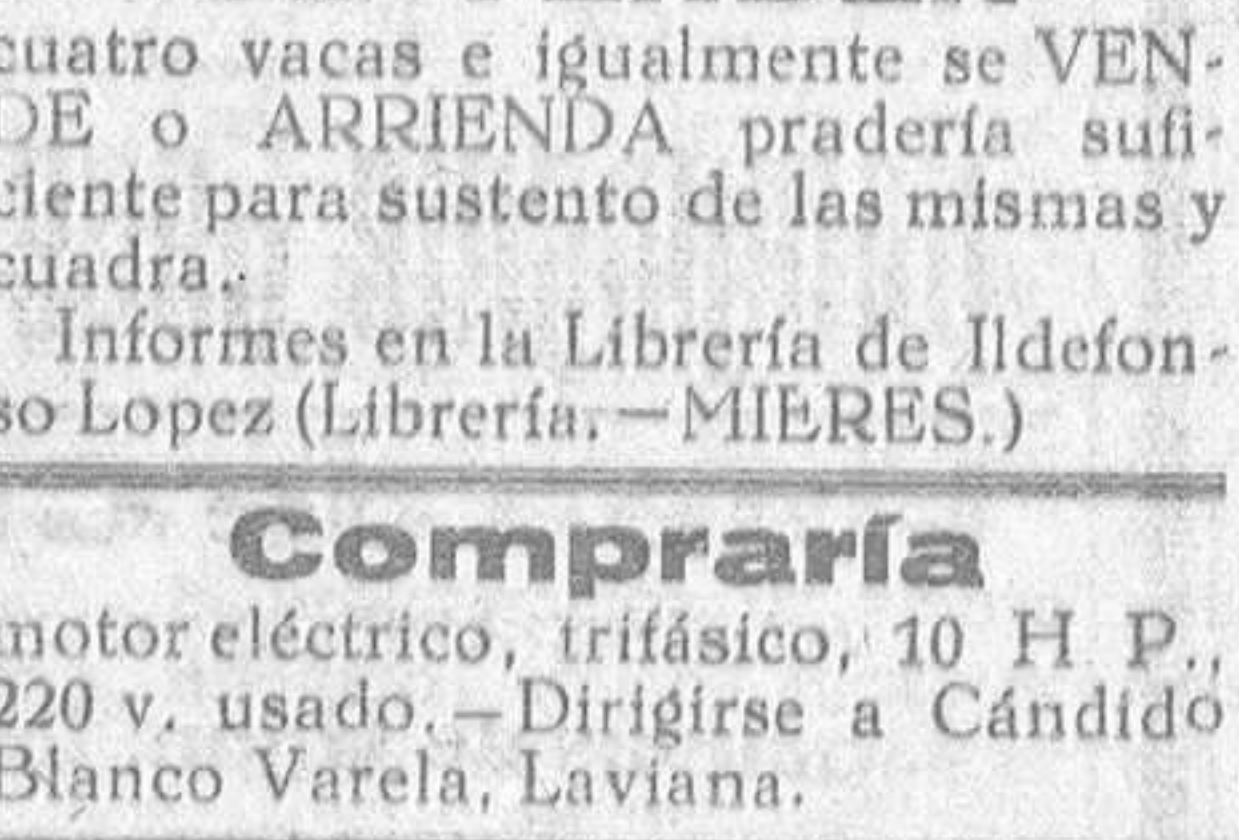 cuatro vacas e igualmente se VEN-
DE o ARRIENDA pradería sufi-
ciente para sustento de las mismas y
cuadra.
Informes en la Librería de Ildefon-
so Lopez (Librería.—MIERES.)
Compraría
motor eléctrico, trifásico, 10 H. P.,
220 v. usado.—Dirigirse a Cándido
Blanco Varela, Laviana.